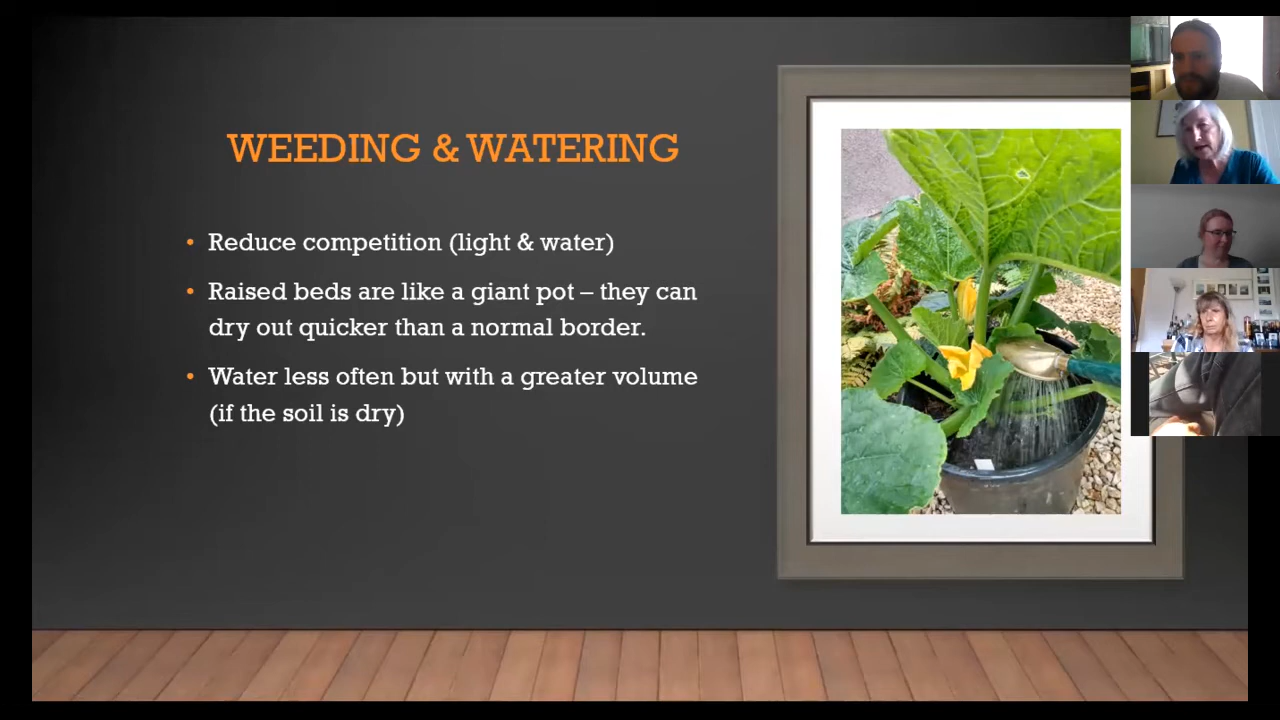 WEEDING & WATERING
• Reduce competition (light & water)
• Raised beds are like a giant pot – they can
dry out quicker than a normal border.
• Water less often but with a greater volume
(if the soil is dry)